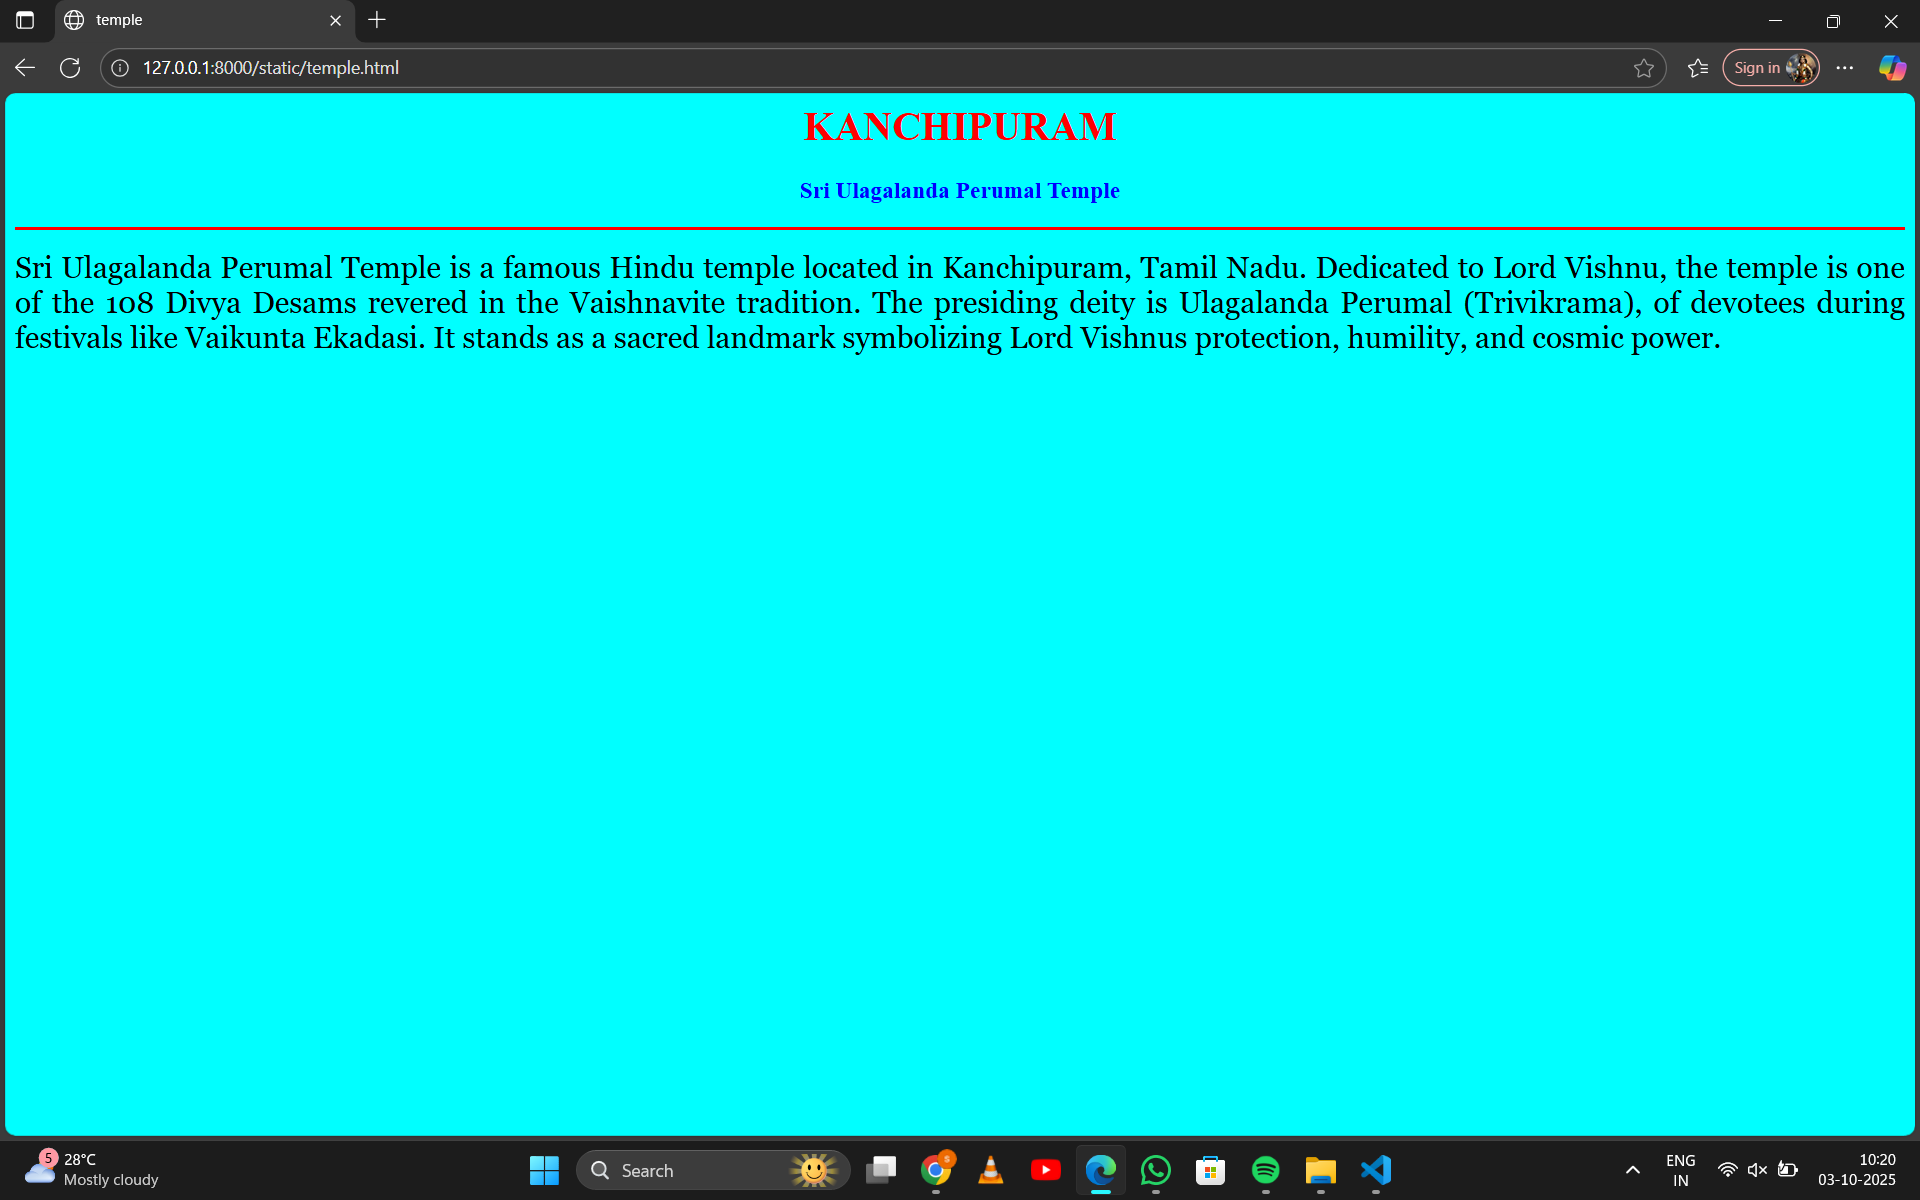 temple
127.0.0.1:8000/static/temple.html
Sign in
KANCHIPURAM
Sri Ulagalanda Perumal Temple
Sri Ulagalanda Perumal Temple is a famous Hindu temple located in Kanchipuram, Tamil Nadu. Dedicated to Lord Vishnu, the temple is one
of the 108 Divya Desams revered in the Vaishnavite tradition. The presiding deity is Ulagalanda Perumal (Trivikrama), of devotees during
festivals like Vaikunta Ekadasi. It stands as a sacred landmark symbolizing Lord Vishnus protection, humility, and cosmic power.
5
28°C
Mostly cloudy
Search
S
ENG
IN
10:20
03-10-2025